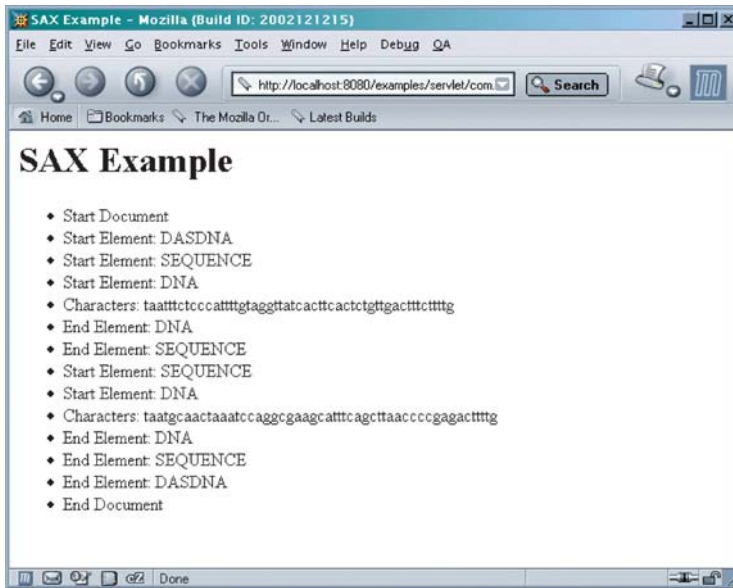 SAX Example - Mozilla {Build ID: 2002121215}
File Edit View Go Bookmarks Tools Window Help Debug QA
http://localhost:8080/examples/servlet/com. Search
Home Bookmarks The Mozilla Or... Latest Builds
SAX Example
Start Document
Start Element: DASDNA
Start Element: SEQUENCE
Start Element: DNA
Characters: taatttctcccattttgtaggttatcacttcactctgttgactttcttttg
End Element: DNA
End Element: SEQUENCE
Start Element: SEQUENCE
Start Element: DNA
Characters: taatgcaactaaatccaggcgaagcatttcagcttaaccccgagacttttg
End Element: DNA
End Element: SEQUENCE
End Element: DASDNA
End Document
Done